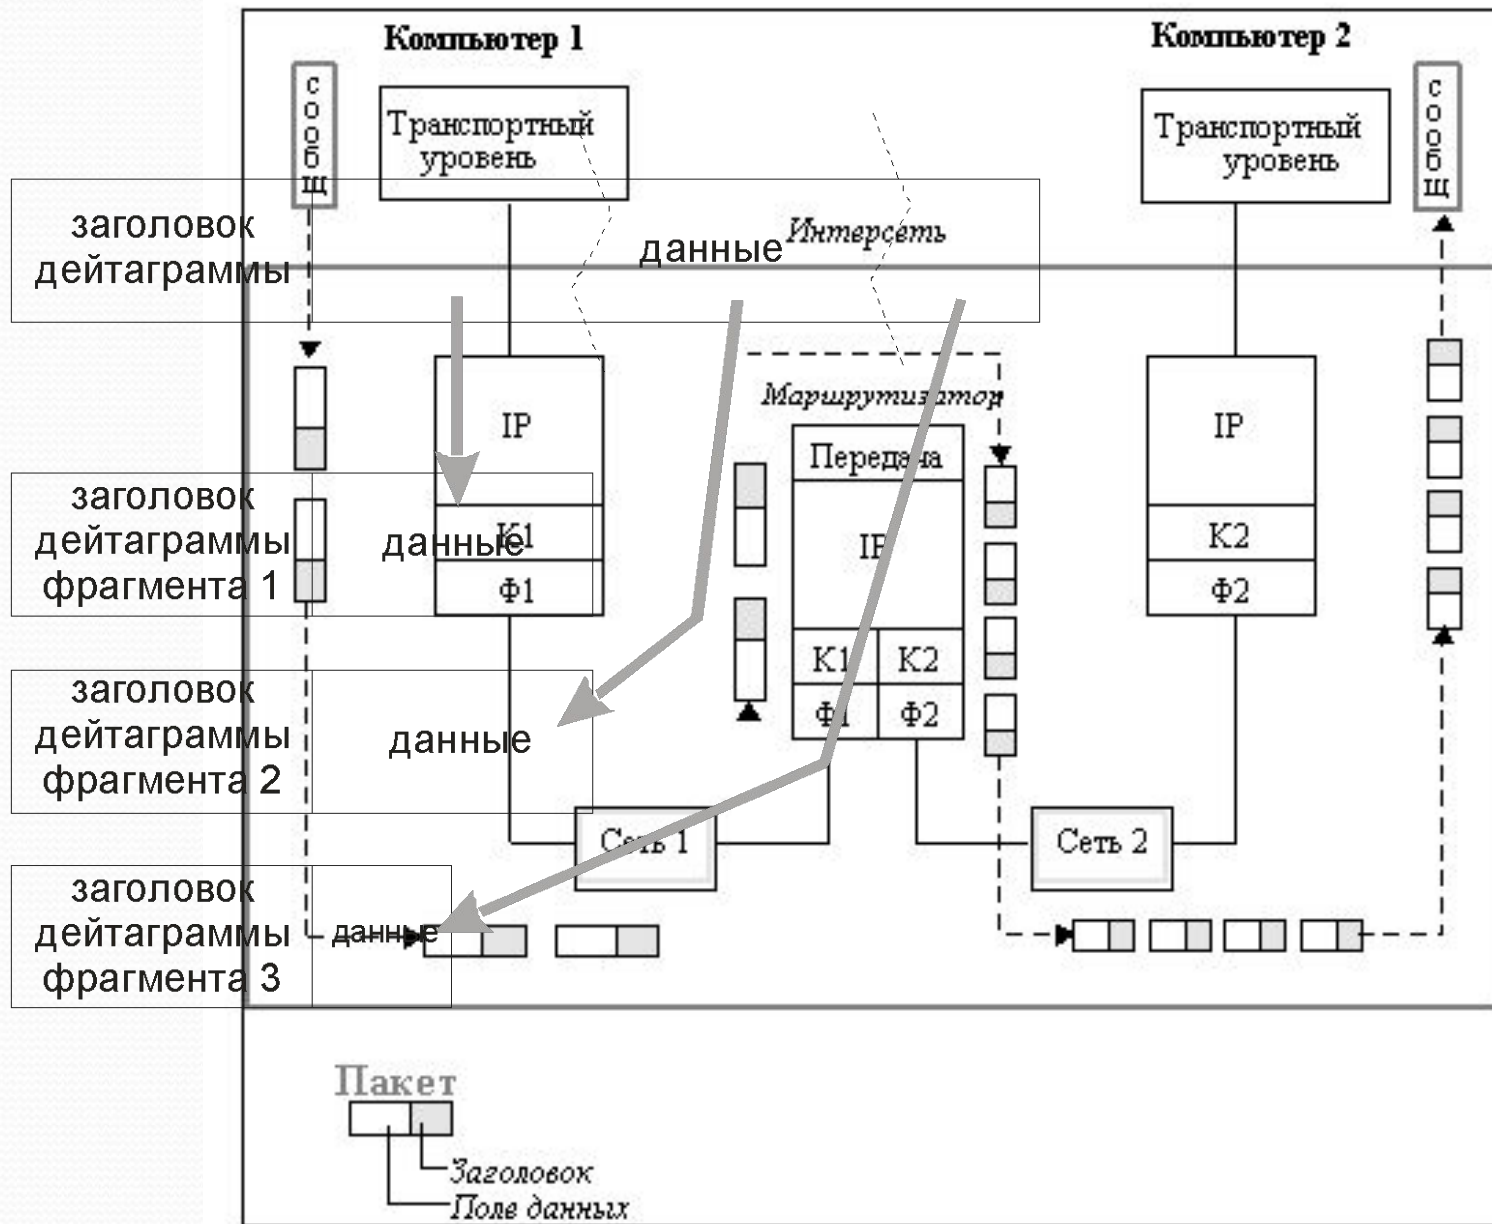 Компьютер 1
Компьютер 2
сообщ
Транспортный
уровень
Транспортный
уровень
сообщ
заголовок
дейтаграммы
данные
Интерсеть
Маршрутизатор
IP
Передача
IP
IP
заголовок
дейтаграммы
фрагмента 1
данные
К1
Ф1
К2
Ф2
К1
К2
Ф1
Ф2
заголовок
дейтаграммы
фрагмента 2
данные
Сеть 1
Сеть 2
заголовок
дейтаграммы
фрагмента 3
данные
Пакет
Заголовок
Поле данных